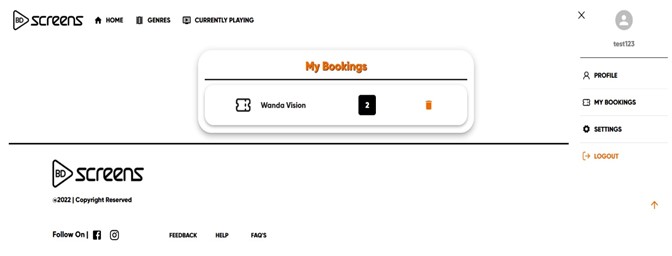 BD screens HOME GENRES CURRENTLY PLAYING
test123
My Bookings
PROFILE
Wanda Vision 2
MY BOOKINGS
SETTINGS
LOGOUT
BD screens
©2022 | Copyright Reserved
Follow On | FEEDBACK HELP FAQ'S